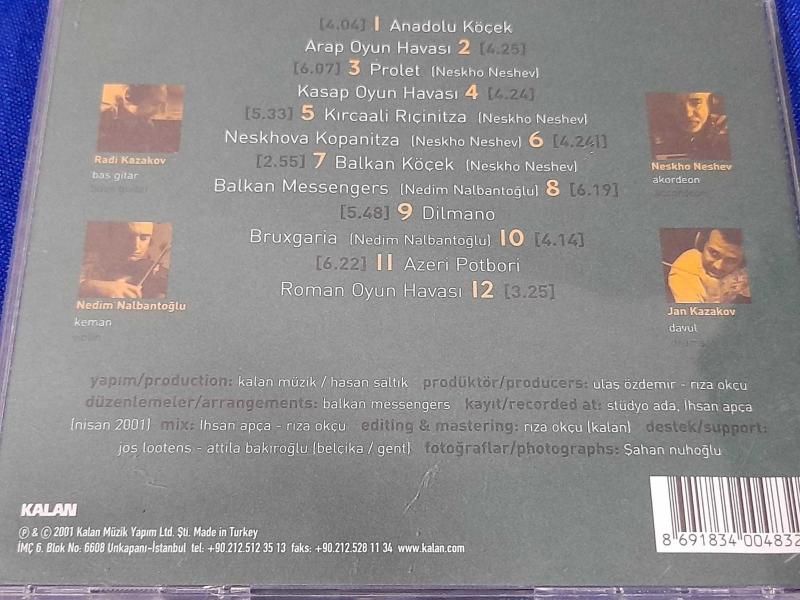 [4.04] 1 Anadolu Köçek
Arap Oyun Havası 2 [4.25]
[6.07] 3 Prolet (Neskho Neshev)
Kasap Oyun Havası 4 [4.24]
[5.33] 5 Kırcaali Rıçinitza (Neskho Neshev)
Neskhova Kopanitza (Neskho Neshev) 6 [4.24]
[2.55] 7 Balkan Köçek (Neskho Neshev)
Balkan Messengers (Nedim Nalbantoğlu) 8 [6.19]
[5.48] 9 Dilmano
Bruxgaria (Nedim Nalbantoğlu) 10 [4.14]
[6.22] 11 Azeri Potbori
Roman Oyun Havası 12 [3.25]
Radi Kazakov
bas gitar
bass guitar
Neskho Neshev
akordeon
Nedim Nalbantoğlu
keman
violin
Jan Kazakov
davul
yapım/production: kalan müzik / hasan saltık prodüktör/producers: ulaş özdemir - rıza okçu
düzenlemeler/arrangements: balkan messengers kayıt/recorded at: stüdyo ada, İhsan apça
(nisan 2001) mix: İhsan apça - rıza okçu editing & mastering: rıza okçu (kalan) destek/support:
jos lootens - attila bakıroğlu (belçika / gent) fotoğraflar/photographs: Şahan nuhoğlu
KALAN
℗ & © 2001 Kalan Müzik Yapım Ltd. Şti. Made in Turkey
İMÇ 6. Blok No: 6608 Unkapanı-İstanbul tel: +90.212.512 35 13 faks: +90.212.528 11 34 www.kalan.com
8 691834 004832